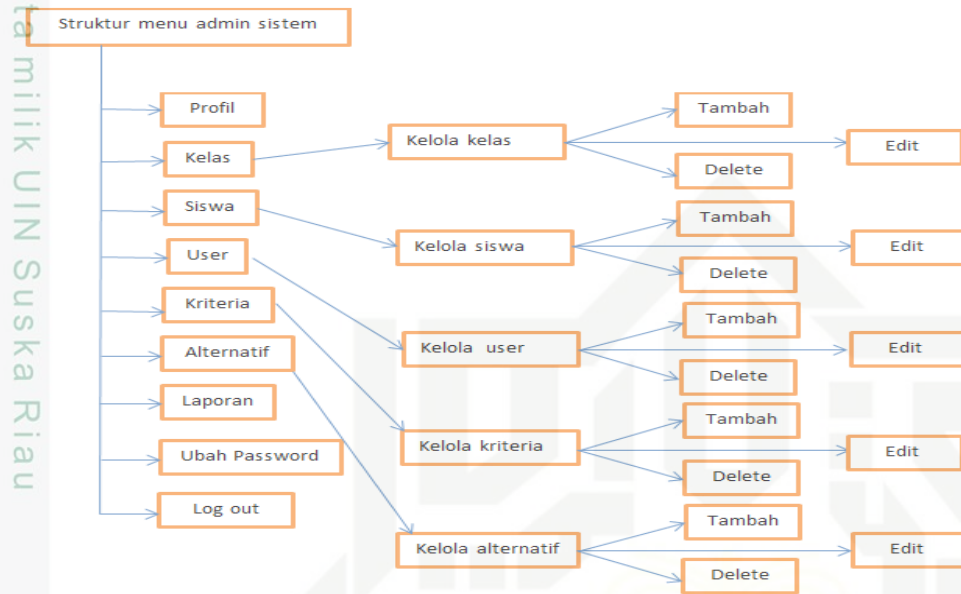 Struktur menu admin sistem
Profil
Kelas
Siswa
User
Kriteria
Alternatif
Laporan
Ubah Password
Log out
Kelola kelas
Tambah
Edit
Delete
Kelola siswa
Tambah
Edit
Delete
Kelola user
Tambah
Edit
Delete
Kelola kriteria
Tambah
Edit
Delete
Kelola alternatif
Tambah
Edit
Delete
ta milik UIN Suska Riau